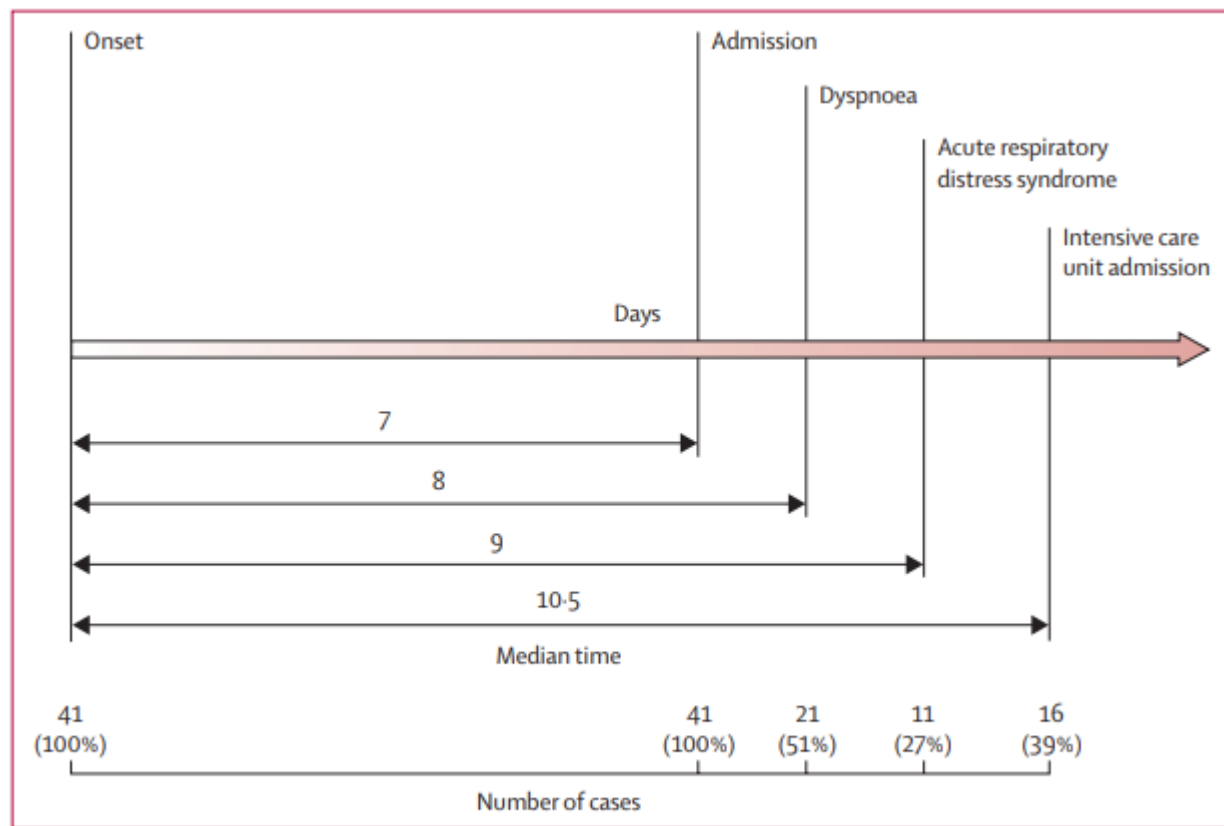 Onset
Admission
Dyspnoea
Acute respiratory
distress syndrome
Intensive care
unit admission
Days
7
8
9
10·5
Median time
41 41 21 11 16
(100%) (100%) (51%) (27%) (39%)
Number of cases